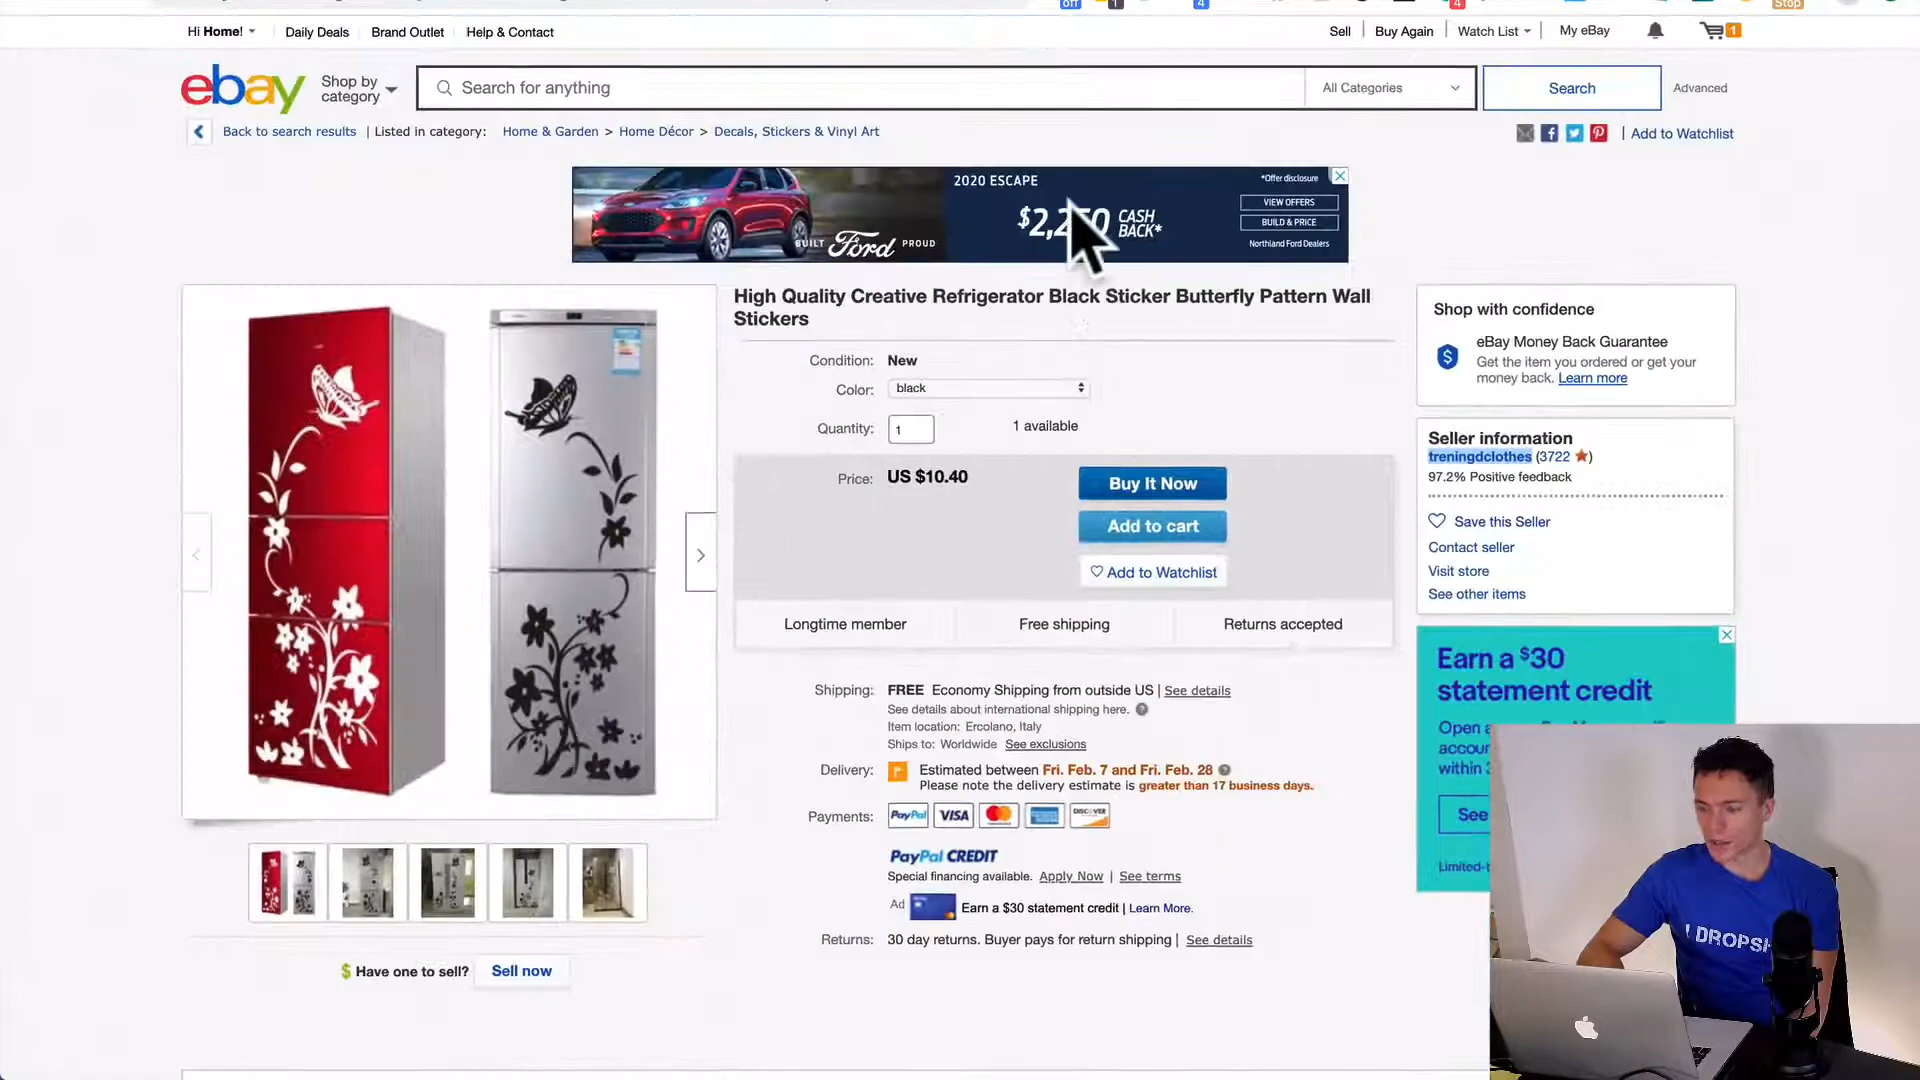 off 1 4 4 Stop
Hi Home! Daily Deals Brand Outlet Help & Contact Sell Buy Again Watch List My eBay 1
ebay Shop by category Search for anything All Categories Search Advanced
Back to search results | Listed in category: Home & Garden > Home Décor > Decals, Stickers & Vinyl Art | Add to Watchlist
2020 ESCAPE
CASH
BACK*
BUILT Ford PROUD
*Offer disclosure
VIEW OFFERS
BUILD & PRICE
Northland Ford Dealers
High Quality Creative Refrigerator Black Sticker Butterfly Pattern Wall
Stickers
Condition: New
Color: black
Quantity: 1 1 available
Price: US $10.40
Buy It Now
Add to cart
Add to Watchlist
Longtime member Free shipping Returns accepted
Shipping: FREE Economy Shipping from outside US | See details
See details about international shipping here.
Item location: Ercolano, Italy
Ships to: Worldwide See exclusions
Delivery: Estimated between Fri. Feb. 7 and Fri. Feb. 28
Please note the delivery estimate is greater than 17 business days.
Payments: PayPal VISA DISCOVER
PayPal CREDIT
Special financing available. Apply Now | See terms
Ad Earn a $30 statement credit | Learn More.
Returns: 30 day returns. Buyer pays for return shipping | See details
$ Have one to sell? Sell now
Shop with confidence
eBay Money Back Guarantee
Get the item you ordered or get your
money back. Learn more
Seller information
treningdclothes (3722)
97.2% Positive feedback
Save this Seller
Contact seller
Visit store
See other items
Earn a $30
statement credit
Open a
accou
within
See
Limited-t
I DROPSH